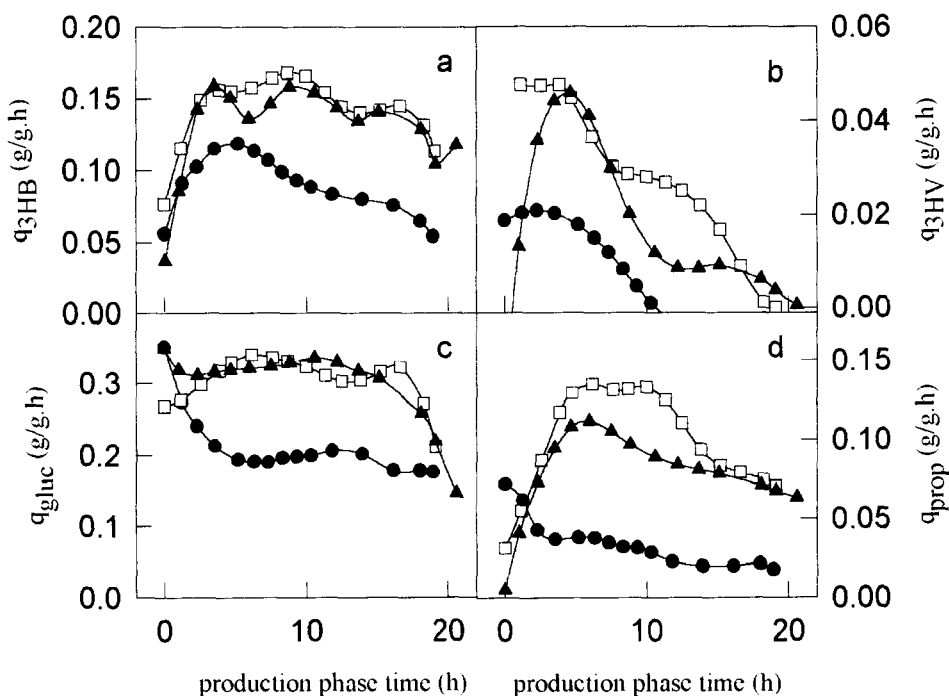 0.20
0.15
0.10
0.05
0.00
q3HB (g/g.h)
a
b
0.06
0.04
0.02
0.00
q3HV (g/g.h)
0.3
0.2
0.1
0.0
qgluc (g/g.h)
c
d
0.15
0.10
0.05
0.00
qprop (g/g.h)
0 10 20
0 10 20
production phase time (h)
production phase time (h)